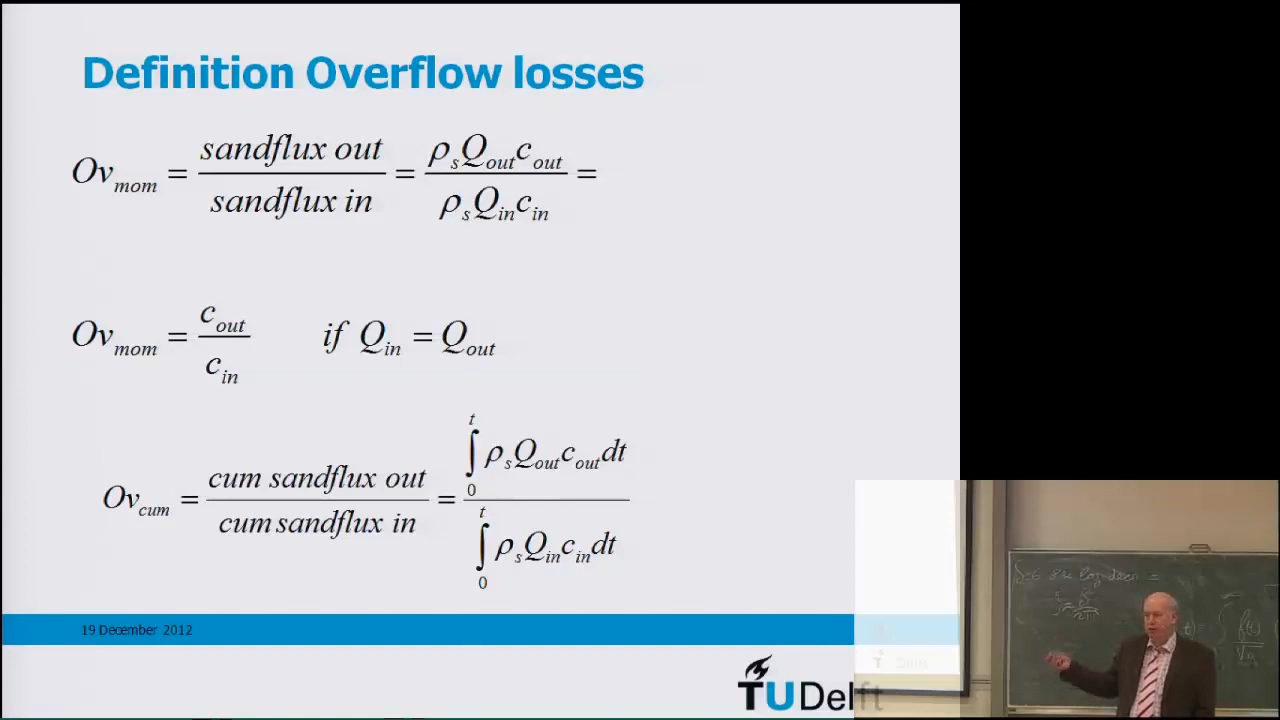 Definition Overflow losses
Ov_mom = sandflux out / sandflux in = ρ_s Q_out c_out / ρ_s Q_in c_in =
Ov_mom = c_out / c_in if Q_in = Q_out
Ov_cum = cum sandflux out / cum sandflux in = ∫_0^t ρ_s Q_out c_out dt / ∫_0^t ρ_s Q_in c_in dt
19 December 2012
TU Delft